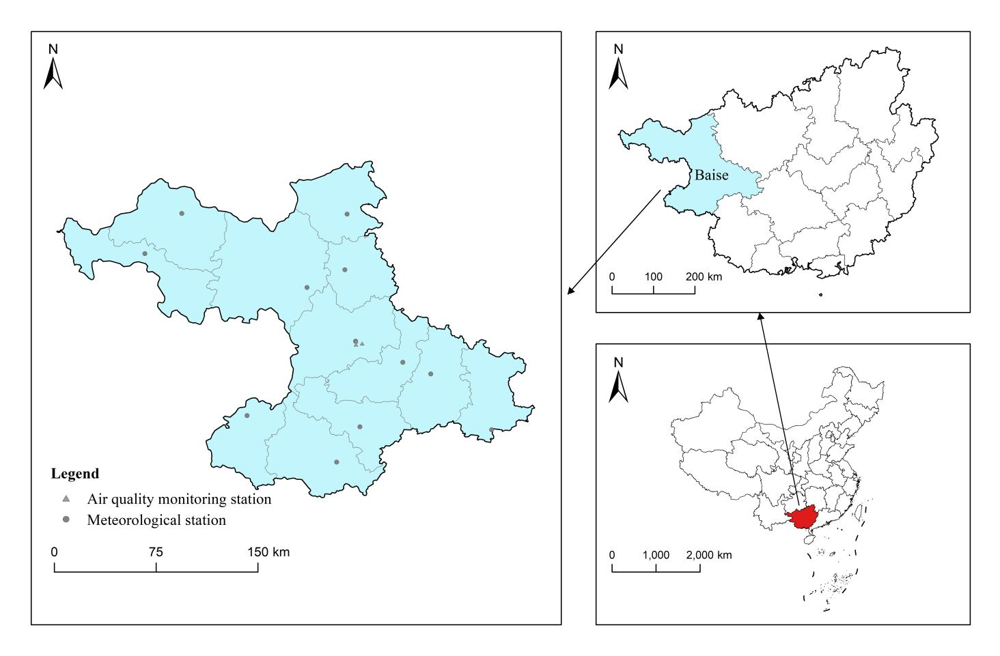 N
Legend
Air quality monitoring station
Meteorological station
0 75 150 km
N
Baise
0 100 200 km
N
0 1,000 2,000 km